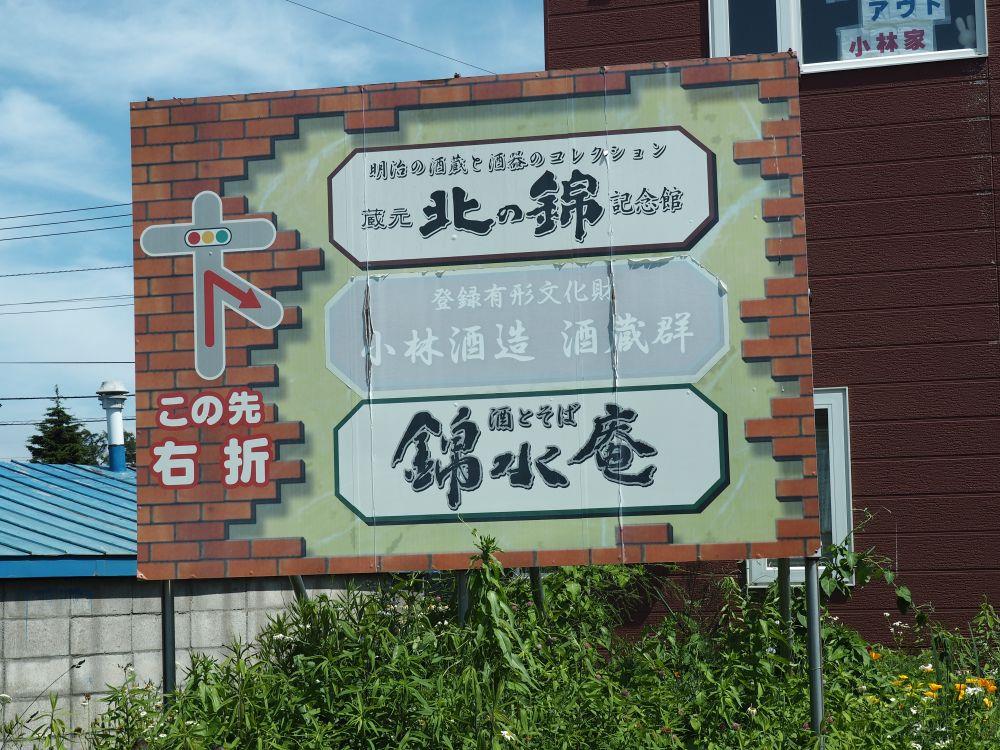 アウト
小林家
明治の酒蔵と酒器のコレクション
蔵元 北の錦 記念館
登録有形文化財
小林酒造 酒蔵群
酒とそば
錦水庵
この先
右折